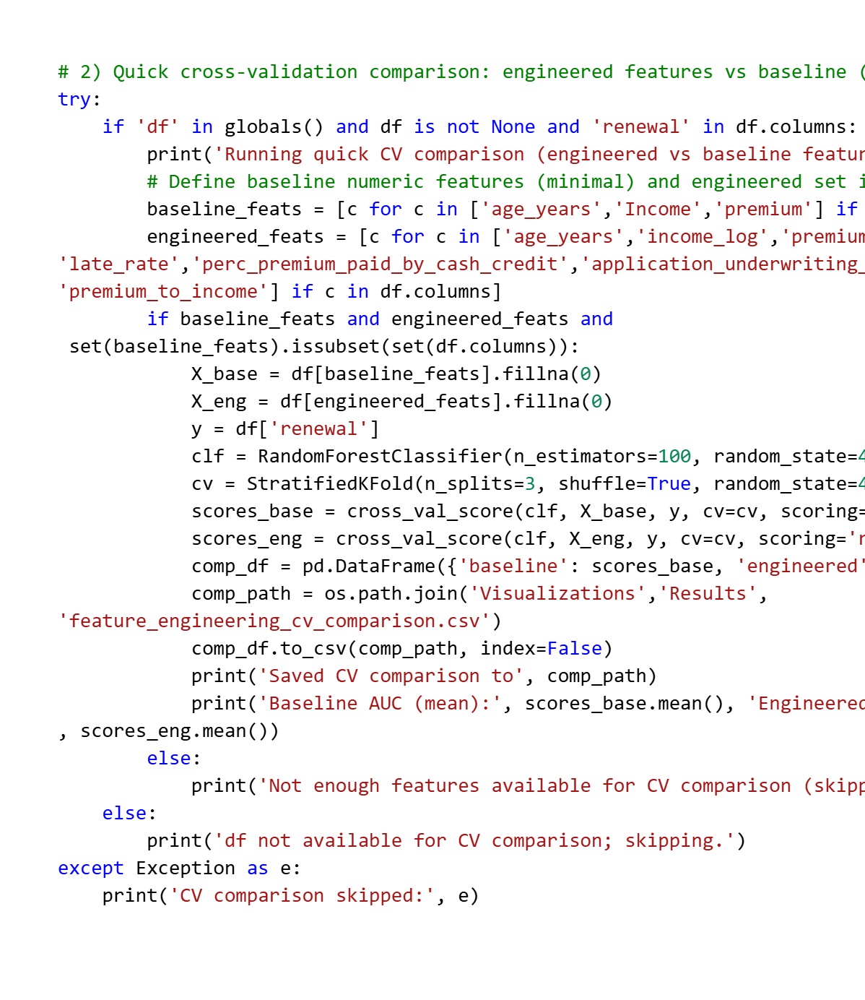 # 2) Quick cross-validation comparison: engineered features vs baseline (
try:
    if 'df' in globals() and df is not None and 'renewal' in df.columns:
        print('Running quick CV comparison (engineered vs baseline
        # Define baseline numeric features (minimal) and engineered set
        baseline_feats = [c for c in ['age_years','Income','premium'] if
        engineered_feats = [c for c in ['age_years','income_log','premium
'late_rate','perc_premium_paid_by_cash_credit','application_underwriting_
'premium_to_income'] if c in df.columns]
        if baseline_feats and engineered_feats and
 set(baseline_feats).issubset(set(df.columns)):
            X_base = df[baseline_feats].fillna(0)
            X_eng = df[engineered_feats].fillna(0)
            y = df['renewal']
            clf = RandomForestClassifier(n_estimators=100, random_state=4
            cv = StratifiedKFold(n_splits=3, shuffle=True, random_state=4
            scores_base = cross_val_score(clf, X_base, y, cv=cv, scoring=
            scores_eng = cross_val_score(clf, X_eng, y, cv=cv, scoring='r
            comp_df = pd.DataFrame({'baseline': scores_base, 'engineered'
            comp_path = os.path.join('Visualizations','Results',
'feature_engineering_cv_comparison.csv')
            comp_df.to_csv(comp_path, index=False)
            print('Saved CV comparison to', comp_path)
            print('Baseline AUC (mean):', scores_base.mean(), 'Engineered
, scores_eng.mean())
        else:
            print('Not enough features available for CV comparison (skipp
    else:
        print('df not available for CV comparison; skipping.')
except Exception as e:
    print('CV comparison skipped:', e)